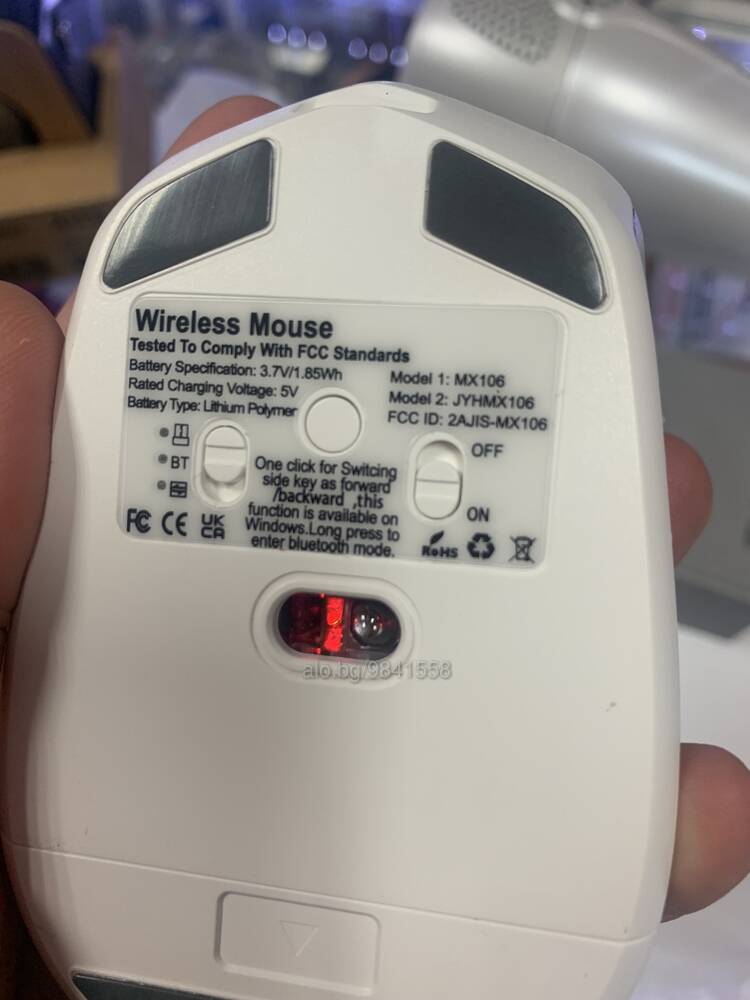 Wireless Mouse
Tested To Comply With FCC Standards
Battery Specification: 3.7V/1.85Wh
Rated Charging Voltage: 5V
Battery Type: Lithium Polymer
Model 1: MX106
Model 2: JYHMX106
FCC ID: 2AJIS-MX106
BT
One click for Switcing
side key as forward
/backward ,this
function is available on
Windows.Long press to
enter bluetooth mode.
OFF
ON
FC CE UK
CA
RoHS
alo.bg/9841558